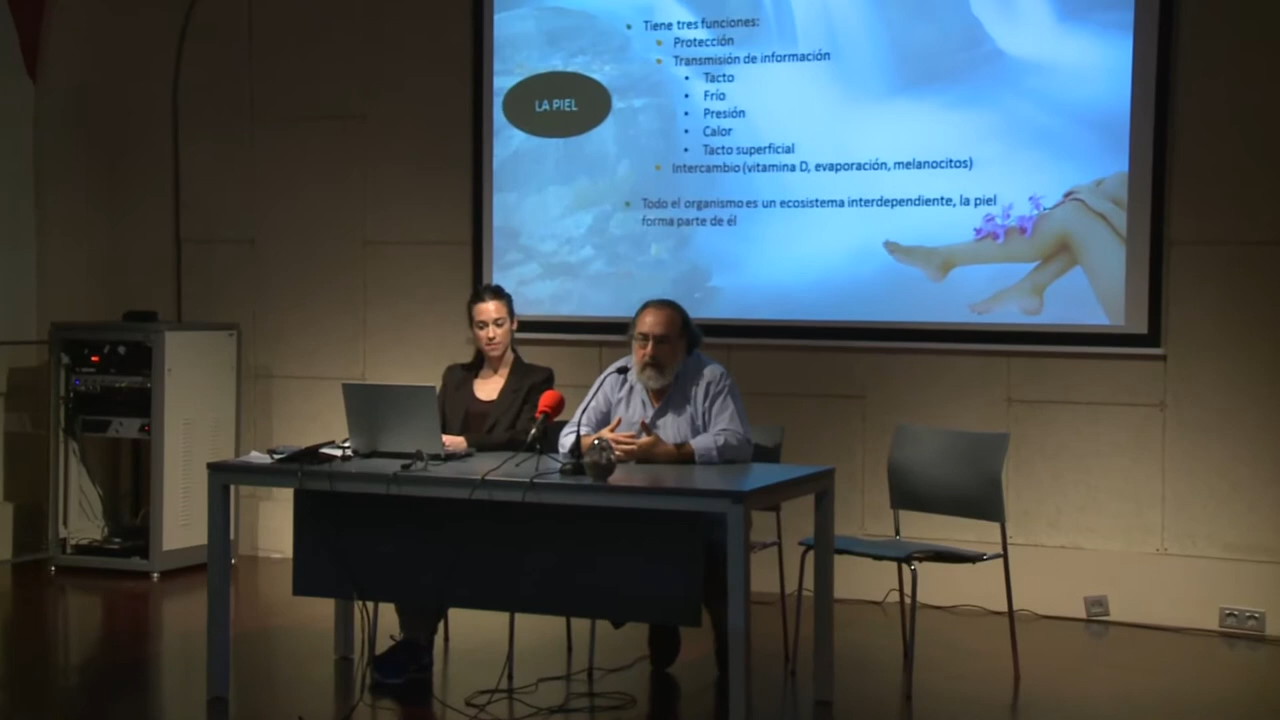 Tiene tres funciones:
Protección
Transmisión de información
Tacto
Frío
LA PIEL
Presión
Calor
Tacto superficial
Intercambio (vitamina D, evaporación, melanocitos)
Todo el organismo es un ecosistema interdependiente, la piel
forma parte de él